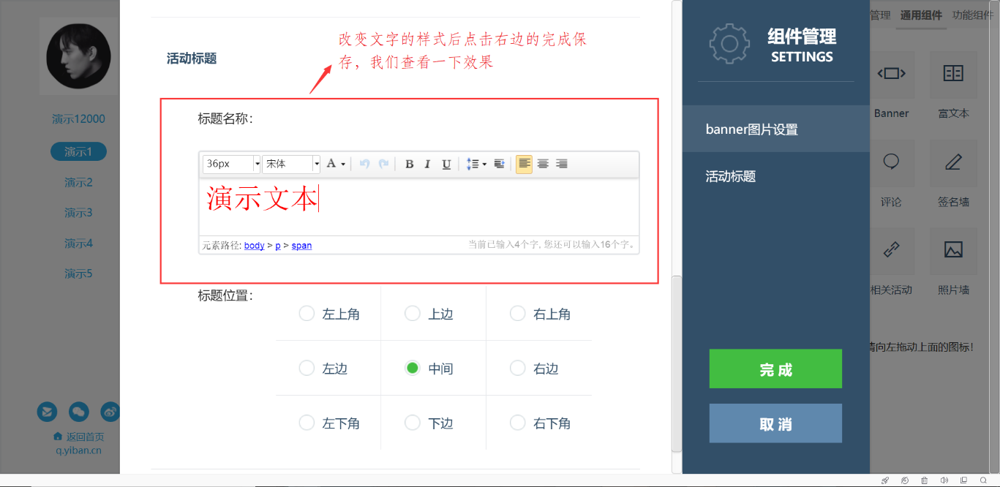 管理 通用组件 功能组件
改变文字的样式后点击右边的完成保
存，我们查看一下效果
活动标题
组件管理
SETTINGS
标题名称：
演示12000
Banner 富文本
banner图片设置
演示1
36px 宋体 A B I U
活动标题
演示2
演示文本
评论 签名墙
演示3
演示4
元素路径: body > p > span
当前已输入4个字, 您还可以输入16个字。
演示5
相关活动 照片墙
标题位置：
左上角 上边 右上角
请向左拖动上面的图标！
左边 中间 右边
完 成
左下角 下边 右下角
取 消
返回首页
q.yiban.cn